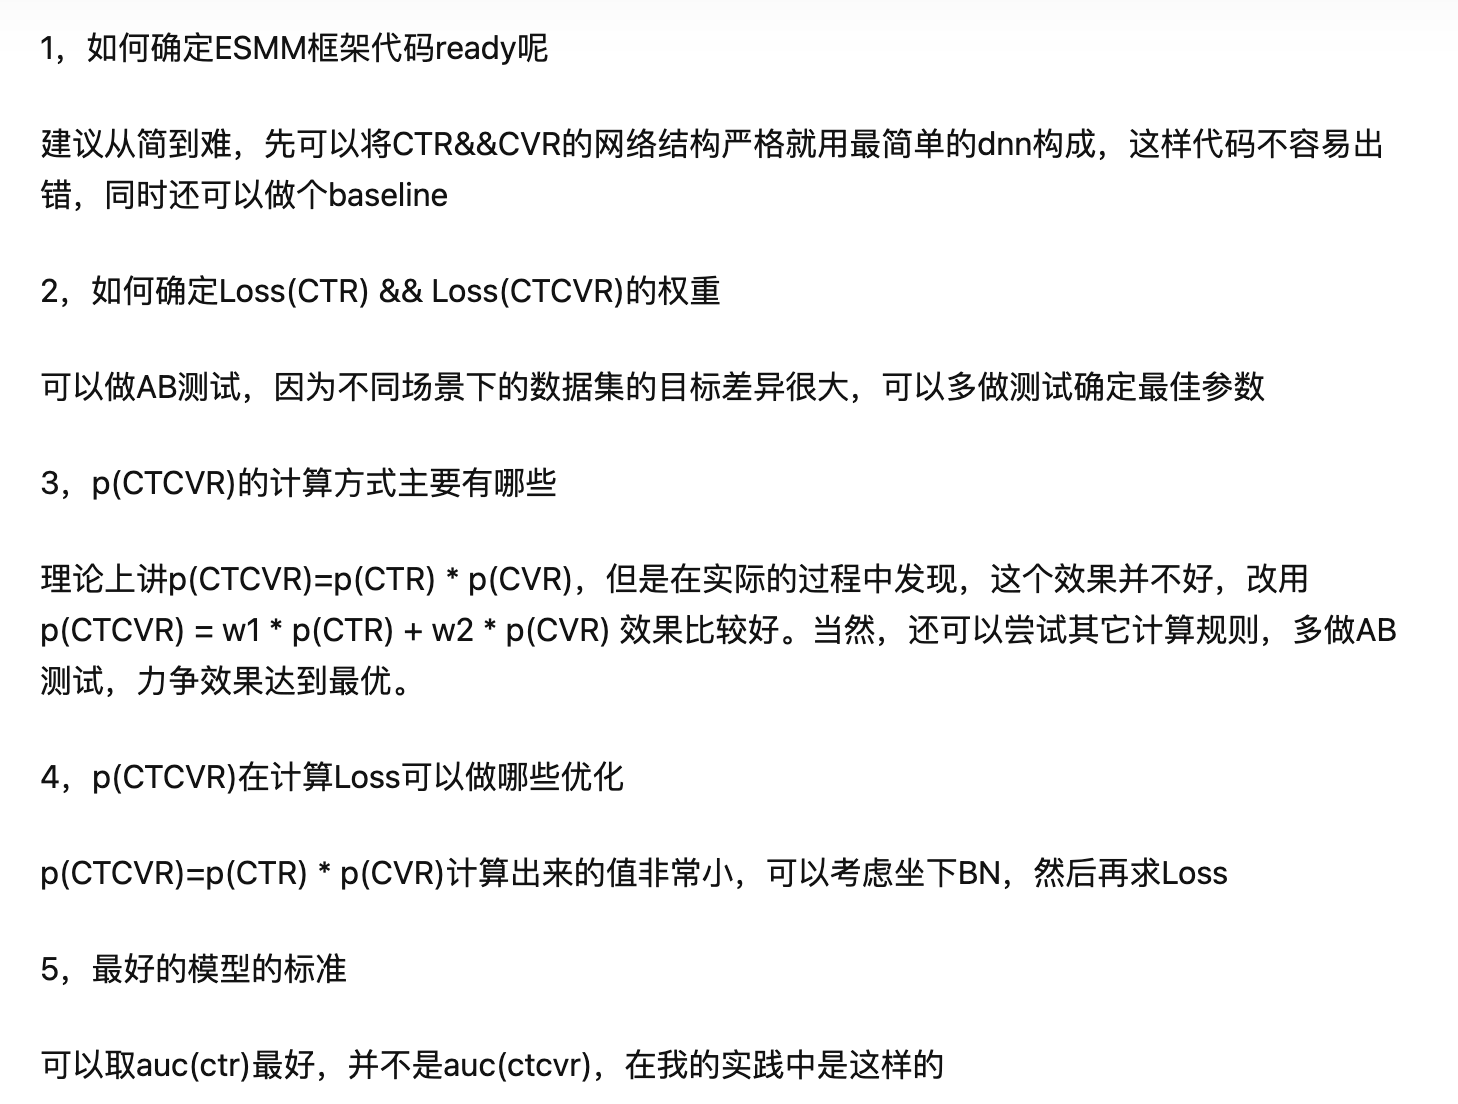 1，如何确定ESMM框架代码ready呢
建议从简到难，先可以将CTR&&CVR的网络结构严格就用最简单的dnn构成，这样代码不容易出
错，同时还可以做个baseline
2，如何确定Loss(CTR) && Loss(CTCVR)的权重
可以做AB测试，因为不同场景下的数据集的目标差异很大，可以多做测试确定最佳参数
3，p(CTCVR)的计算方式主要有哪些
理论上讲p(CTCVR)=p(CTR) * p(CVR)，但是在实际的过程中发现，这个效果并不好，改用
p(CTCVR) = w1 * p(CTR) + w2 * p(CVR) 效果比较好。当然，还可以尝试其它计算规则，多做AB
测试，力争效果达到最优。
4，p(CTCVR)在计算Loss可以做哪些优化
p(CTCVR)=p(CTR) * p(CVR)计算出来的值非常小，可以考虑坐下BN，然后再求Loss
5，最好的模型的标准
可以取auc(ctr)最好，并不是auc(ctcvr)，在我的实践中是这样的